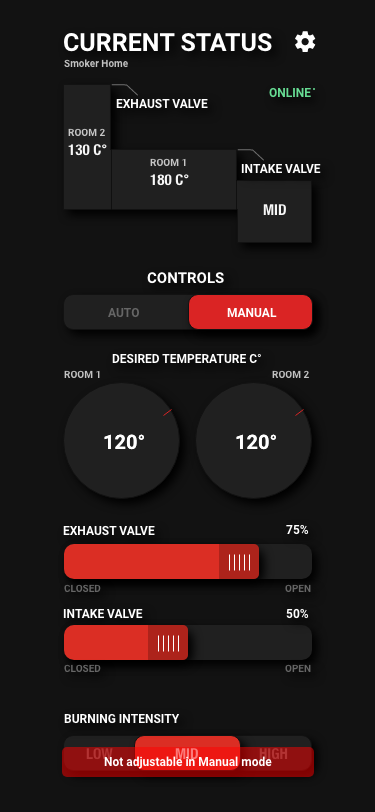 CURRENT STATUS
Smoker Home
ONLINE
EXHAUST VALVE
ROOM 2
130 C°
ROOM 1
180 C°
INTAKE VALVE
MID
CONTROLS
AUTO MANUAL
DESIRED TEMPERATURE C°
ROOM 1 ROOM 2
120° 120°
EXHAUST VALVE 75%
CLOSED OPEN
INTAKE VALVE 50%
CLOSED OPEN
BURNING INTENSITY
LOW MID HIGH
Not adjustable in Manual mode